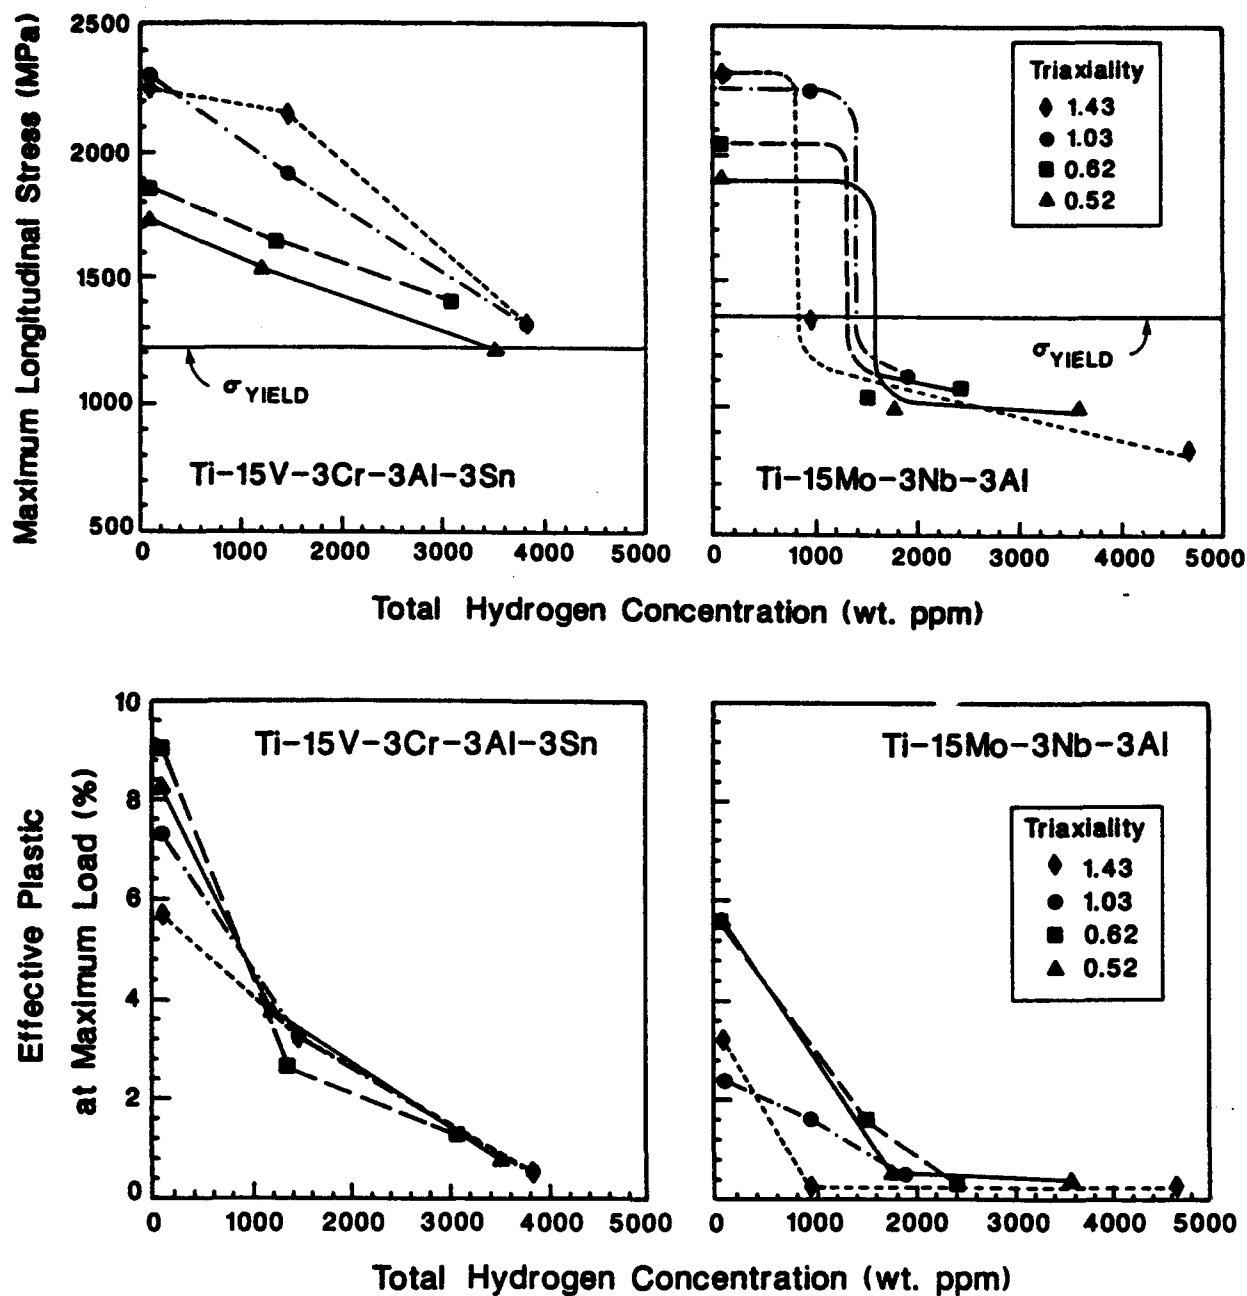 Maximum Longitudinal Stress (MPa)
2500
2000
1500
1000
500
σYIELD
Ti-15V-3Cr-3Al-3Sn
0 1000 2000 3000 4000 5000
Triaxiality
1.43
1.03
0.62
0.52
σYIELD
Ti-15Mo-3Nb-3Al
0 1000 2000 3000 4000 5000
Total Hydrogen Concentration (wt. ppm)
Effective Plastic
at Maximum Load (%)
10
8
6
4
2
0
Ti-15V-3Cr-3Al-3Sn
0 1000 2000 3000 4000 5000
Ti-15Mo-3Nb-3Al
Triaxiality
1.43
1.03
0.62
0.52
0 1000 2000 3000 4000 5000
Total Hydrogen Concentration (wt. ppm)